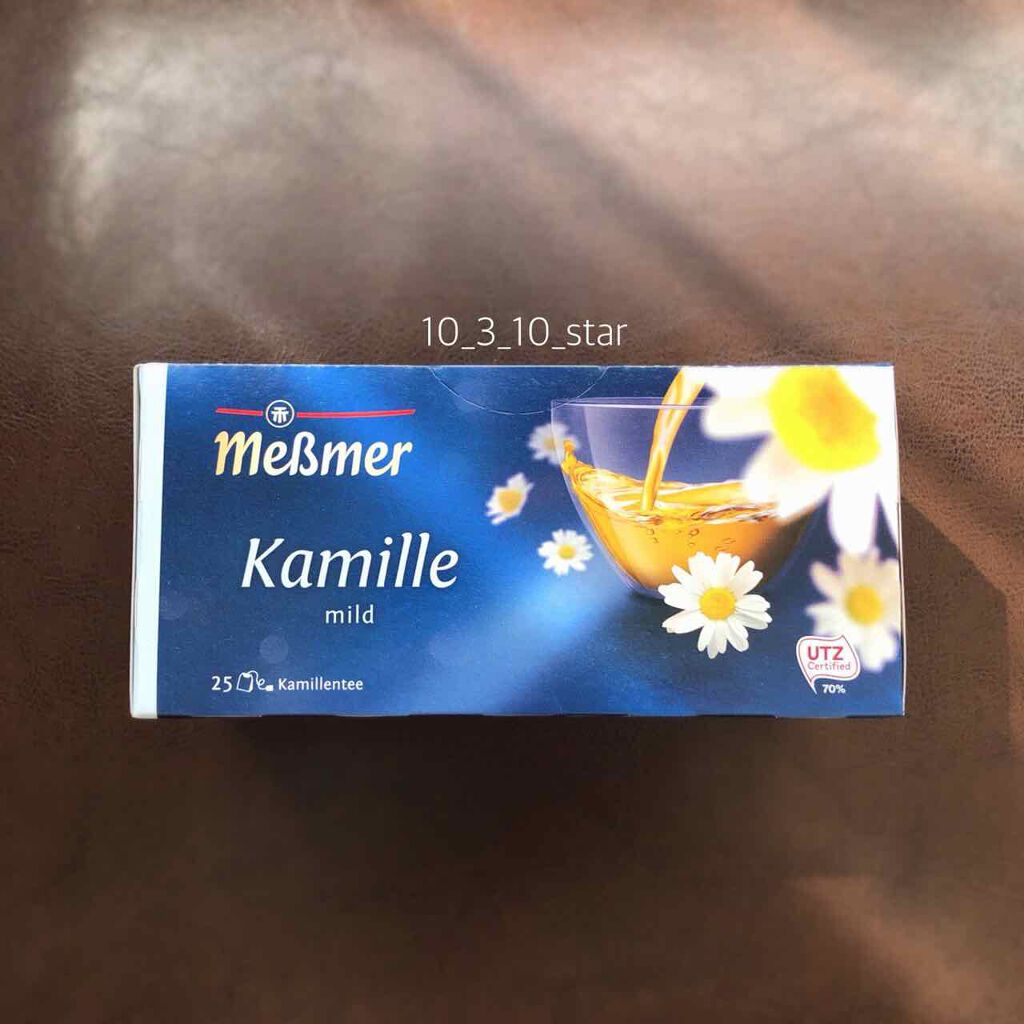 10_3_10_star
Meßmer
Kamille
mild
25 Kamillentee
UTZ
Certified
70%